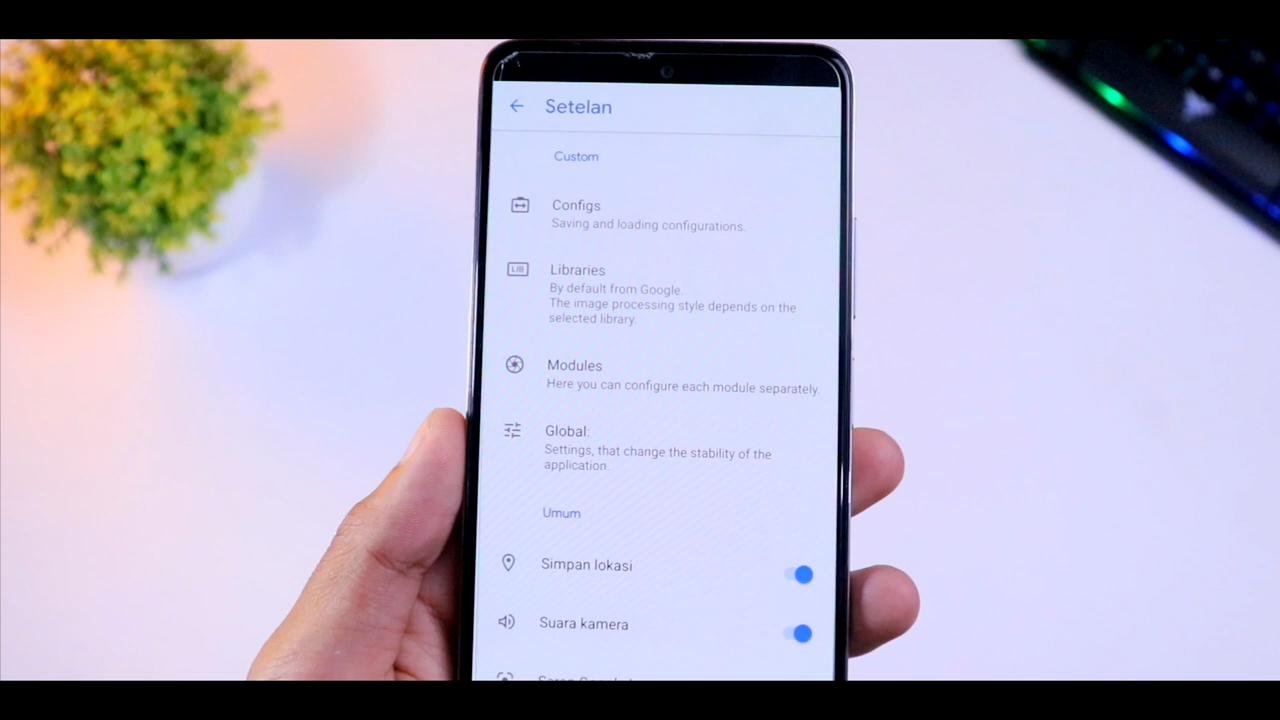 Setelan
Custom
Configs
Saving and loading configurations.
LIB
Libraries
By default from Google.
The image processing style depends on the
selected library.
Modules
Here you can configure each module separately.
Global:
Settings, that change the stability of the
application.
Umum
Simpan lokasi
Suara kamera